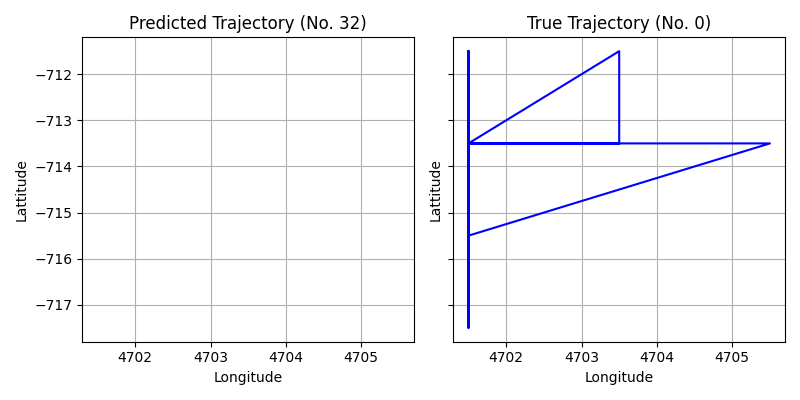 Predicted Trajectory (No. 32)
True Trajectory (No. 0)
−712
−713
−714
−715
−716
−717
Lattitude
Lattitude
4702 4703 4704 4705
4702 4703 4704 4705
Longitude
Longitude